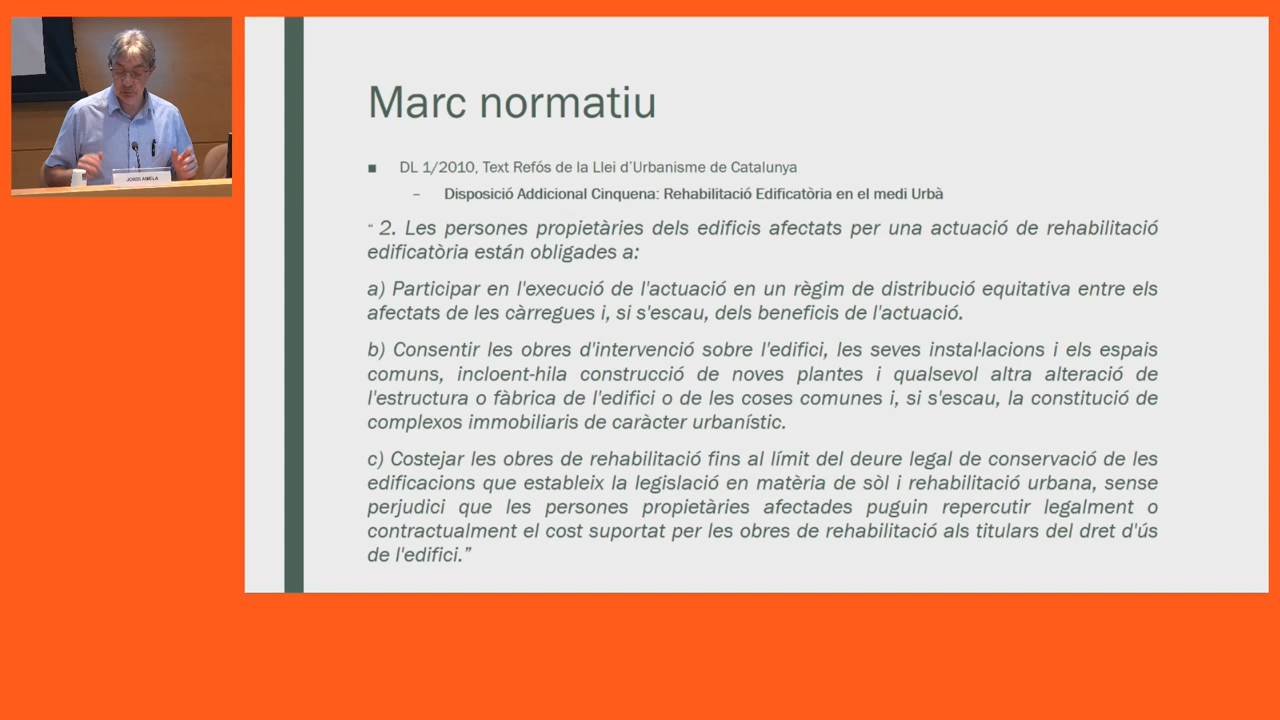 JORDI AMELA
Marc normatiu
▪ DL 1/2010, Text Refós de la Llei d'Urbanisme de Catalunya
– Disposició Addicional Cinquena: Rehabilitació Edificatòria en el medi Urbà
“ 2. Les persones propietàries dels edificis afectats per una actuació de rehabilitació
edificatòria están obligades a:
a) Participar en l'execució de l'actuació en un règim de distribució equitativa entre els
afectats de les càrregues i, si s'escau, dels beneficis de l'actuació.
b) Consentir les obres d'intervenció sobre l'edifici, les seves instal·lacions i els espais
comuns, incloent-hila construcció de noves plantes i qualsevol altra alteració de
l'estructura o fàbrica de l'edifici o de les coses comunes i, si s'escau, la constitució de
complexos immobiliaris de caràcter urbanístic.
c) Costejar les obres de rehabilitació fins al límit del deure legal de conservació de les
edificacions que estableix la legislació en matèria de sòl i rehabilitació urbana, sense
perjudici que les persones propietàries afectades puguin repercutir legalment o
contractualment el cost suportat per les obres de rehabilitació als titulars del dret d'ús
de l'edifici.”